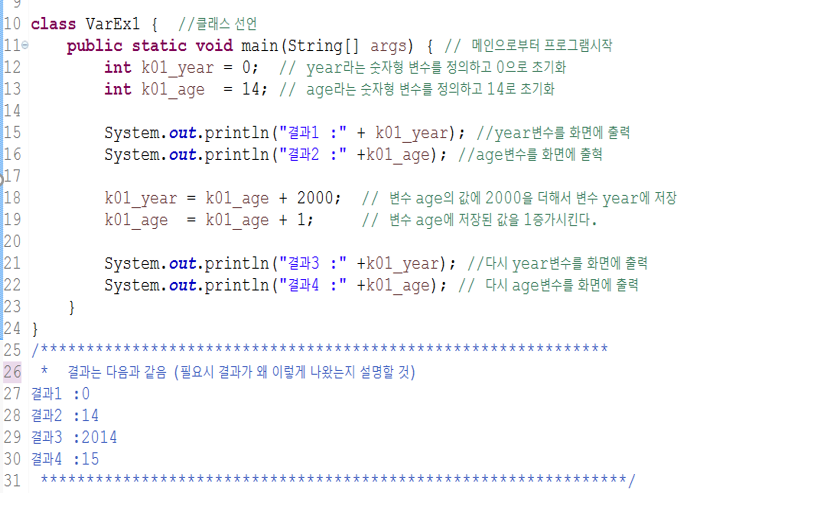 9
10 class VarEx1 {  //클래스 선언
11 public static void main(String[] args) { // 메인으로부터 프로그램시작
12 int k01_year = 0;  // year라는 숫자형 변수를 정의하고 0으로 초기화
13 int k01_age  = 14; // age라는 숫자형 변수를 정의하고 14로 초기화
14
15 System.out.println("결과1 :" + k01_year); //year변수를 화면에 출력
16 System.out.println("결과2 :" +k01_age); //age변수를 화면에 출혁
17
18 k01_year = k01_age + 2000;  // 변수 age의 값에 2000을 더해서 변수 year에 저장
19 k01_age  = k01_age + 1;     // 변수 age에 저장된 값을 1증가시킨다.
20
21 System.out.println("결과3 :" +k01_year); //다시 year변수를 화면에 출력
22 System.out.println("결과4 :" +k01_age); // 다시 age변수를 화면에 출력
23 }
24 }
25 /**************************************************************
26 *  결과는 다음과 같음 (필요시 결과가 왜 이렇게 나왔는지 설명할 것)
27 결과1 :0
28 결과2 :14
29 결과3 :2014
30 결과4 :15
31 ****************************************************************/